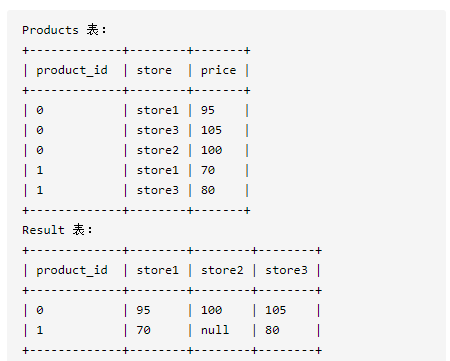 Products 表：
+-------------+--------+-------+
| product_id  | store  | price |
+-------------+--------+-------+
| 0           | store1 | 95    |
| 0           | store3 | 105   |
| 0           | store2 | 100   |
| 1           | store1 | 70    |
| 1           | store3 | 80    |
+-------------+--------+-------+
Result 表：
+-------------+--------+--------+--------+
| product_id  | store1 | store2 | store3 |
+-------------+--------+--------+--------+
| 0           | 95     | 100    | 105    |
| 1           | 70     | null   | 80     |
+-------------+--------+--------+--------+